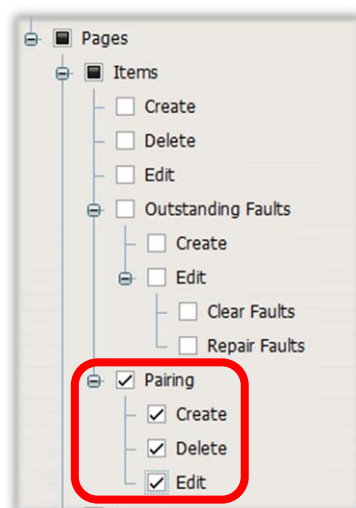 Pages
Items
Create
Delete
Edit
Outstanding Faults
Create
Edit
Clear Faults
Repair Faults
Pairing
Create
Delete
Edit